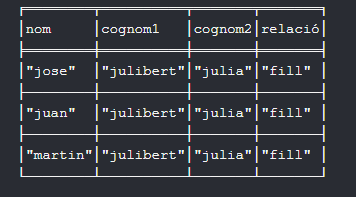 nom cognom1 cognom2 relació
"jose" "julibert" "julia" "fill"
"juan" "julibert" "julia" "fill"
"martin" "julibert" "julia" "fill"